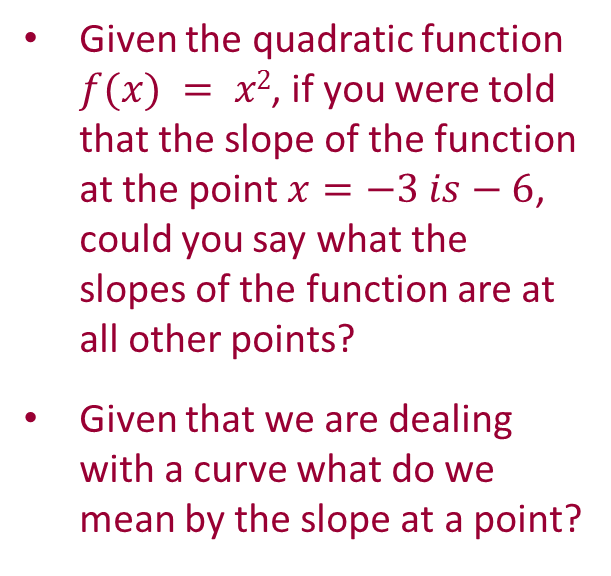 • Given the quadratic function
f(x) = x², if you were told
that the slope of the function
at the point x = −3 is − 6,
could you say what the
slopes of the function are at
all other points?
• Given that we are dealing
with a curve what do we
mean by the slope at a point?